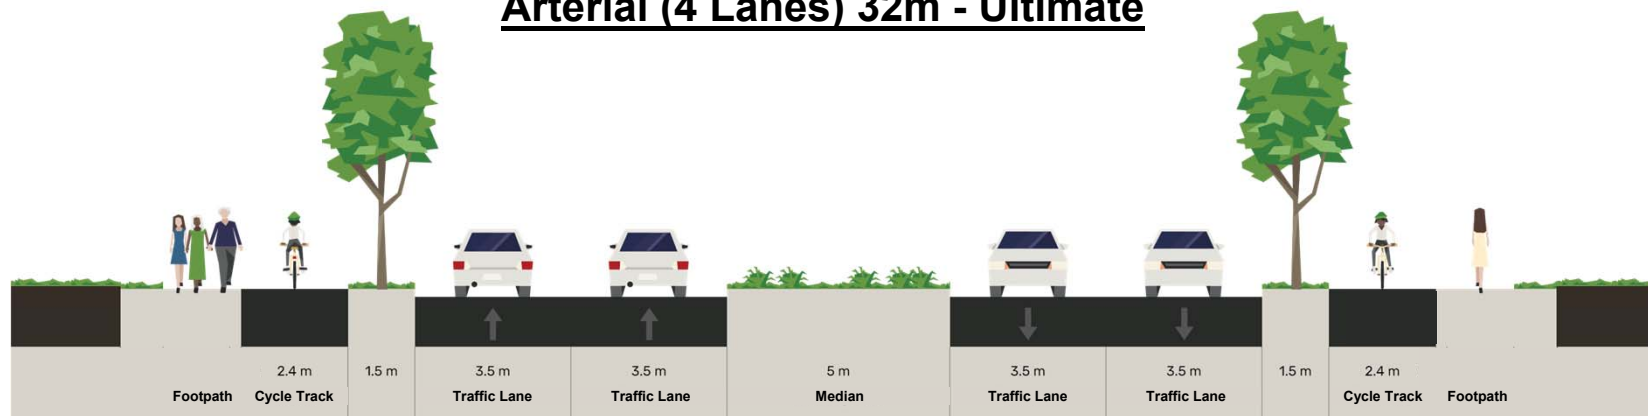 Arterial (4 Lanes) 32m - Ultimate
2.4 m 1.5 m 3.5 m 3.5 m 5 m 3.5 m 3.5 m 1.5 m 2.4 m
Footpath Cycle Track Traffic Lane Traffic Lane Median Traffic Lane Traffic Lane Cycle Track Footpath